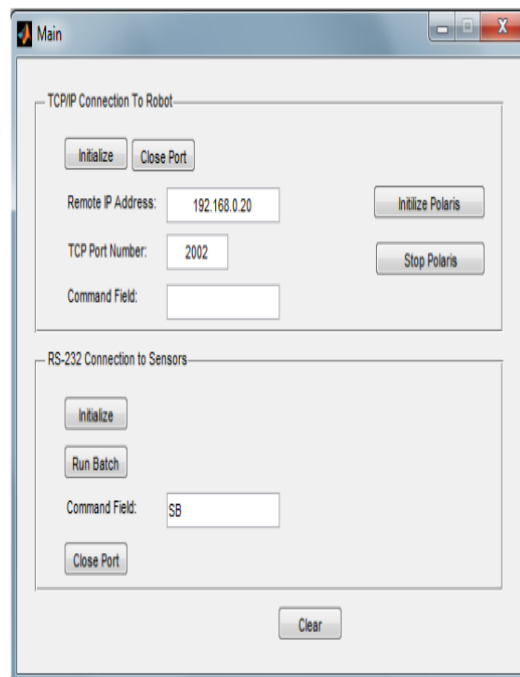 Main
TCP/IP Connection To Robot
Initialize Close Port
Remote IP Address: 192.168.0.20 Initilize Polaris
TCP Port Number: 2002 Stop Polaris
Command Field:
RS-232 Connection to Sensors
Initialize
Run Batch
Command Field: SB
Close Port
Clear